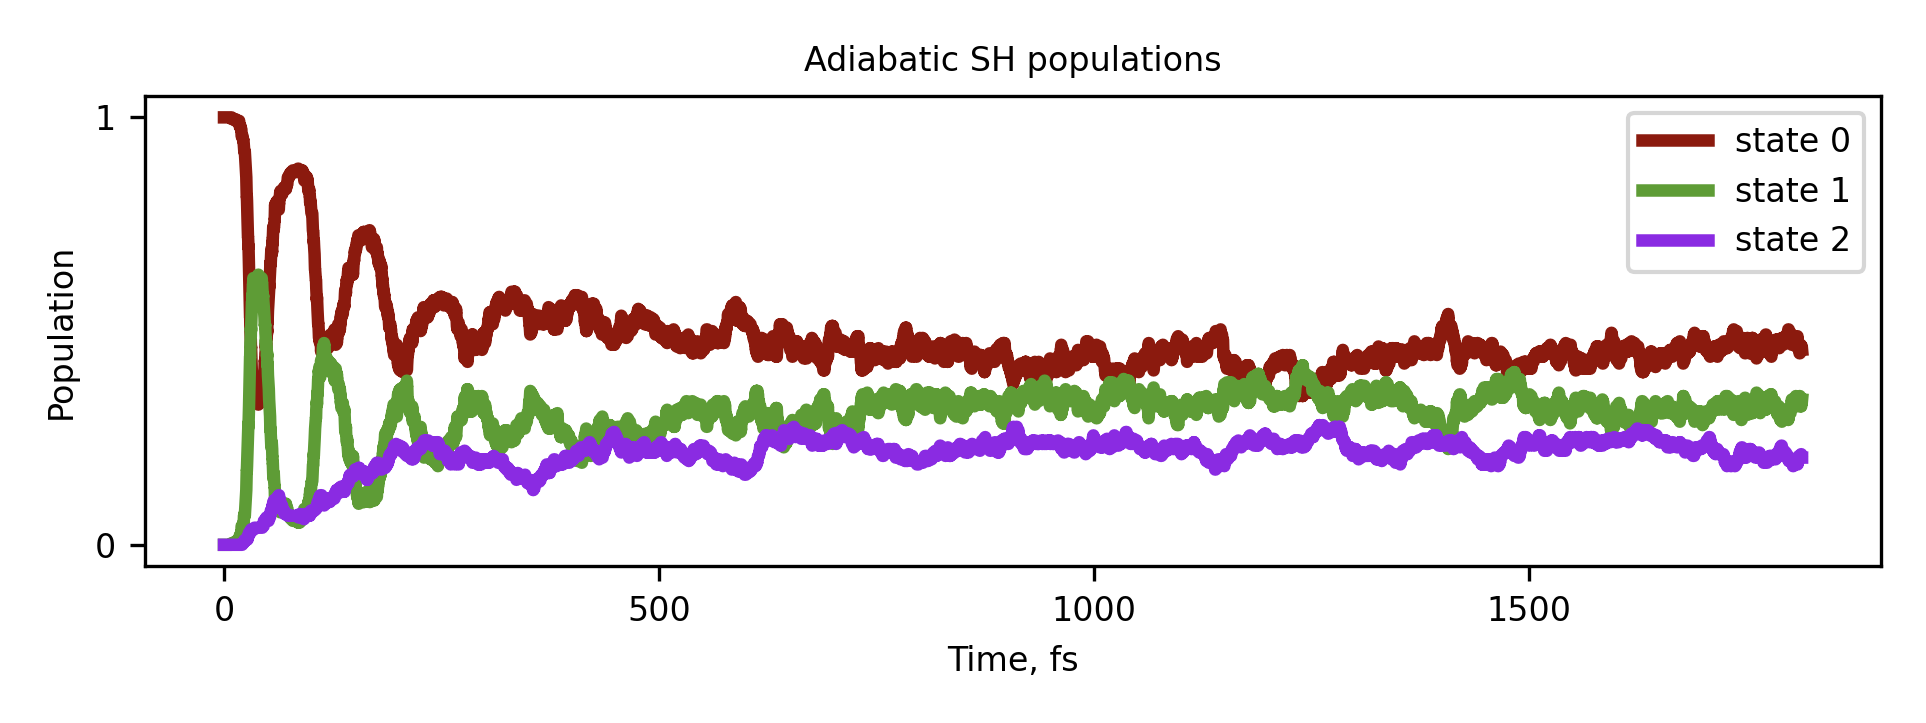 Adiabatic SH populations
1
0
Population
state 0
state 1
state 2
0 500 1000 1500
Time, fs